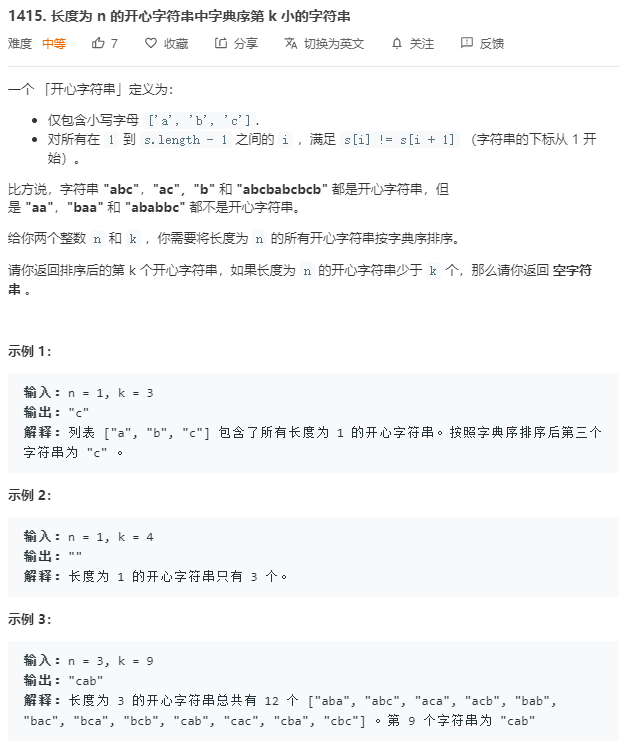 1415. 长度为 n 的开心字符串中字典序第 k 小的字符串
难度 中等 7 收藏 分享 切换为英文 关注 反馈
一个 「开心字符串」定义为：
仅包含小写字母 ['a', 'b', 'c'].
对所有在 1 到 s.length - 1 之间的 i ，满足 s[i] != s[i + 1] （字符串的下标从 1 开
始）。
比方说，字符串 "abc"，"ac"，"b" 和 "abcbabcbcb" 都是开心字符串，但
是 "aa"，"baa" 和 "ababbc" 都不是开心字符串。
给你两个整数 n 和 k ，你需要将长度为 n 的所有开心字符串按字典序排序。
请你返回排序后的第 k 个开心字符串，如果长度为 n 的开心字符串少于 k 个，那么请你返回 空字符
串 。
示例 1：
输入：n = 1, k = 3
输出："c"
解释：列表 ["a", "b", "c"] 包含了所有长度为 1 的开心字符串。按照字典序排序后第三个
字符串为 "c" 。
示例 2：
输入：n = 1, k = 4
输出：""
解释：长度为 1 的开心字符串只有 3 个。
示例 3：
输入：n = 3, k = 9
输出："cab"
解释：长度为 3 的开心字符串总共有 12 个 ["aba", "abc", "aca", "acb", "bab",
"bac", "bca", "bcb", "cab", "cac", "cba", "cbc"] 。第 9 个字符串为 "cab"